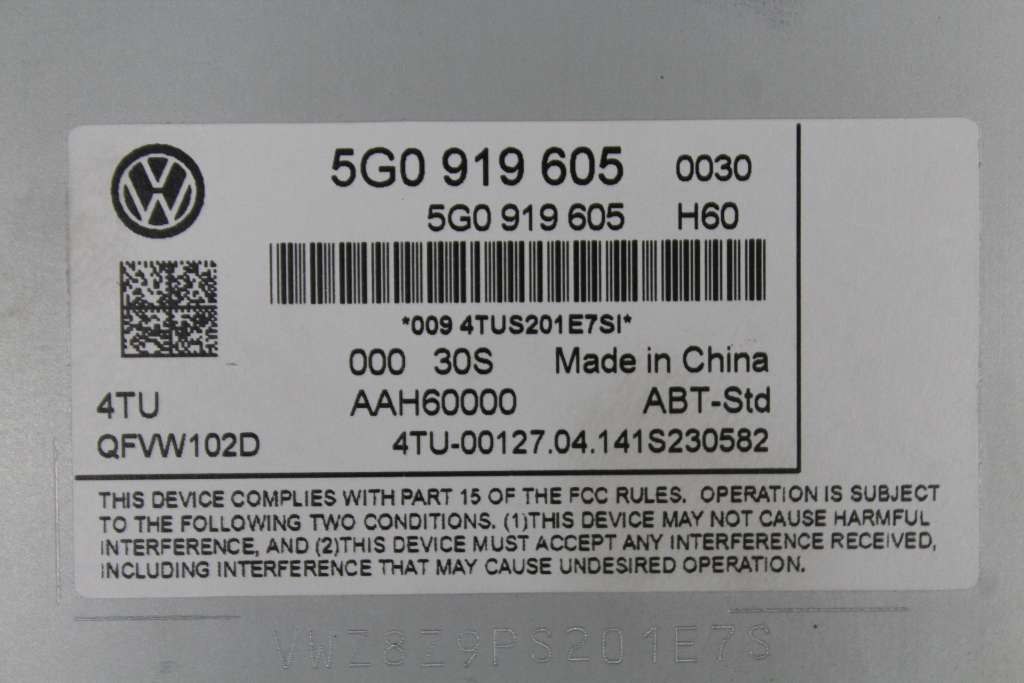 5G0 919 605 0030
5G0 919 605 H60
*009 4TUS201E7SI*
000 30S Made in China
4TU AAH60000 ABT-Std
QFVW102D 4TU-00127.04.141S230582
THIS DEVICE COMPLIES WITH PART 15 OF THE FCC RULES. OPERATION IS SUBJECT
TO THE FOLLOWING TWO CONDITIONS. (1)THIS DEVICE MAY NOT CAUSE HARMFUL
INTERFERENCE, AND (2)THIS DEVICE MUST ACCEPT ANY INTERFERENCE RECEIVED,
INCLUDING INTERFERENCE THAT MAY CAUSE UNDESIRED OPERATION.
VWZ8Z9PS201E7S